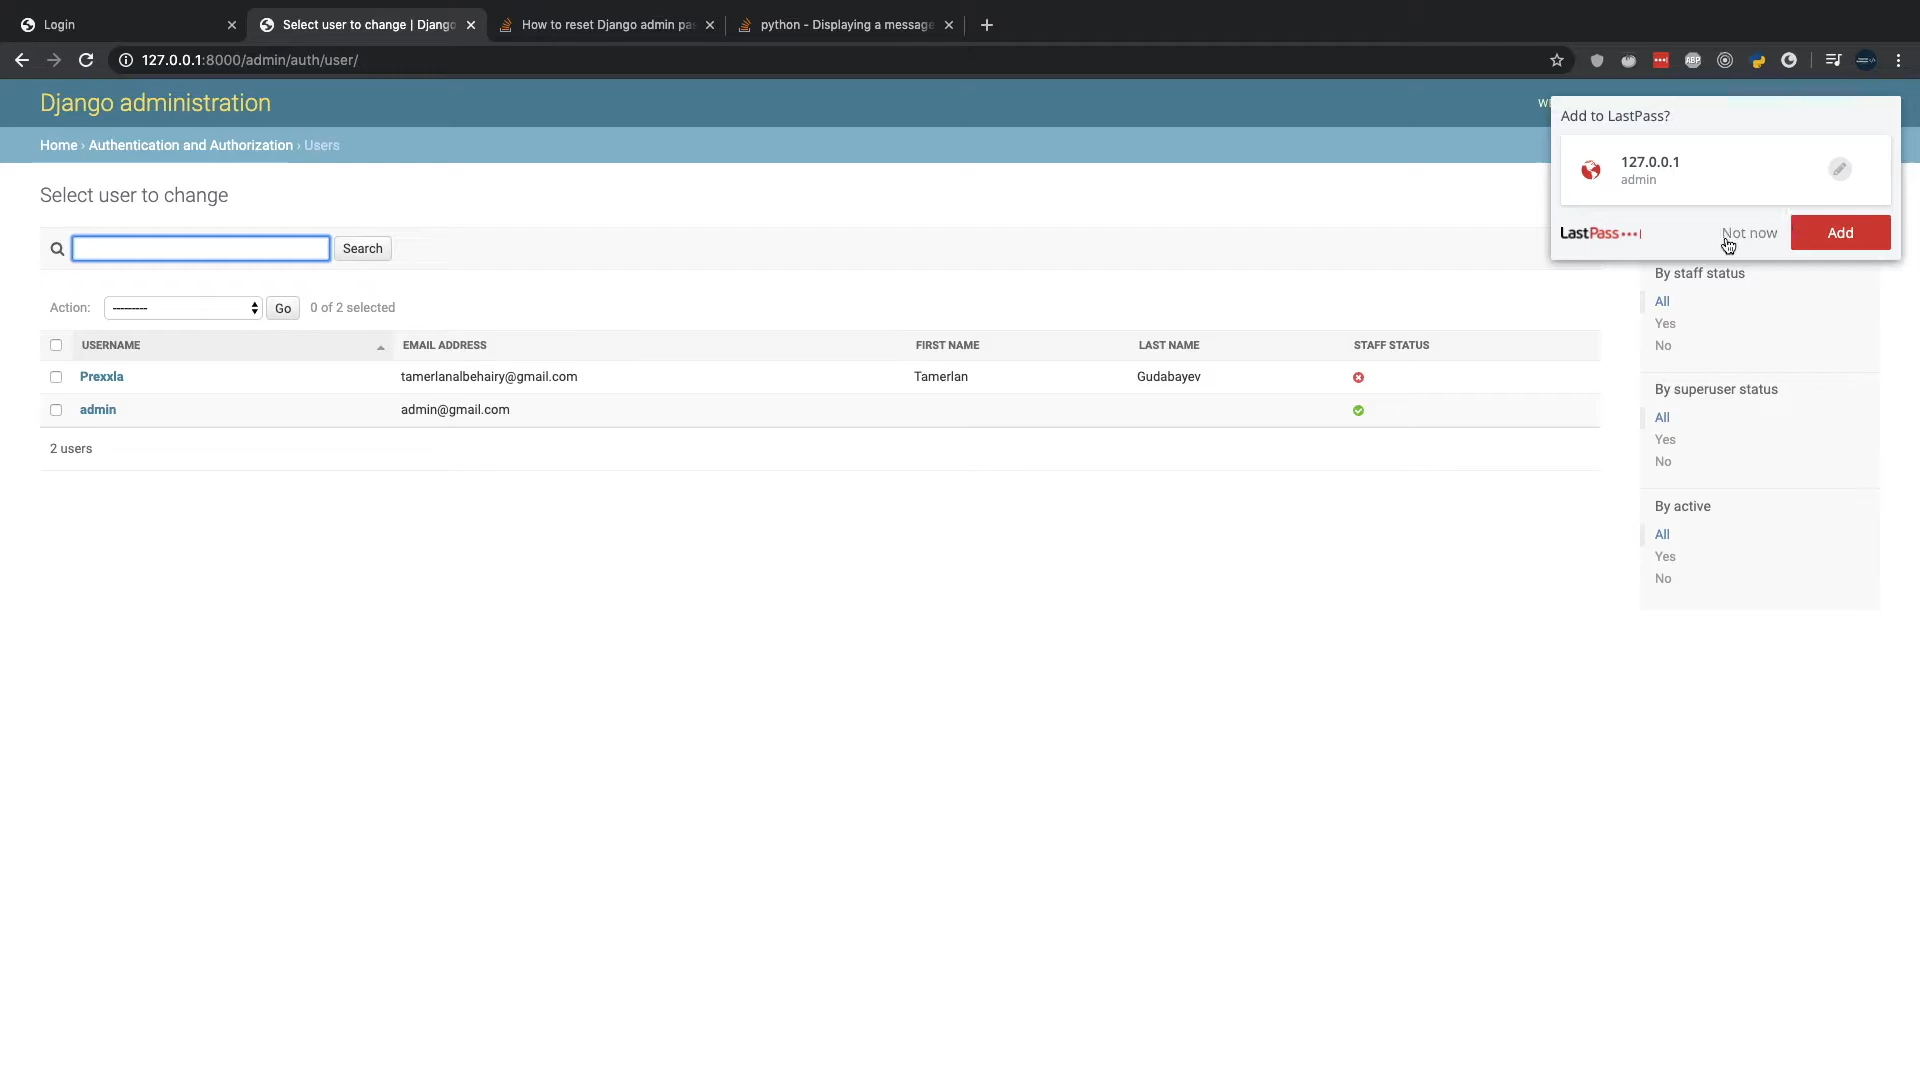 Login
Select user to change | Django
How to reset Django admin pas
python - Displaying a message
127.0.0.1:8000/admin/auth/user/
ABP
Django administration
Home › Authentication and Authorization › Users
Add to LastPass?
127.0.0.1
admin
LastPass
Not now
Add
Select user to change
Search
Action:
---------
Go
0 of 2 selected
USERNAME EMAIL ADDRESS FIRST NAME LAST NAME STAFF STATUS
Prexxla tamerlanalbehairy@gmail.com Tamerlan Gudabayev
admin admin@gmail.com
2 users
By staff status
All
Yes
No
By superuser status
All
Yes
No
By active
All
Yes
No